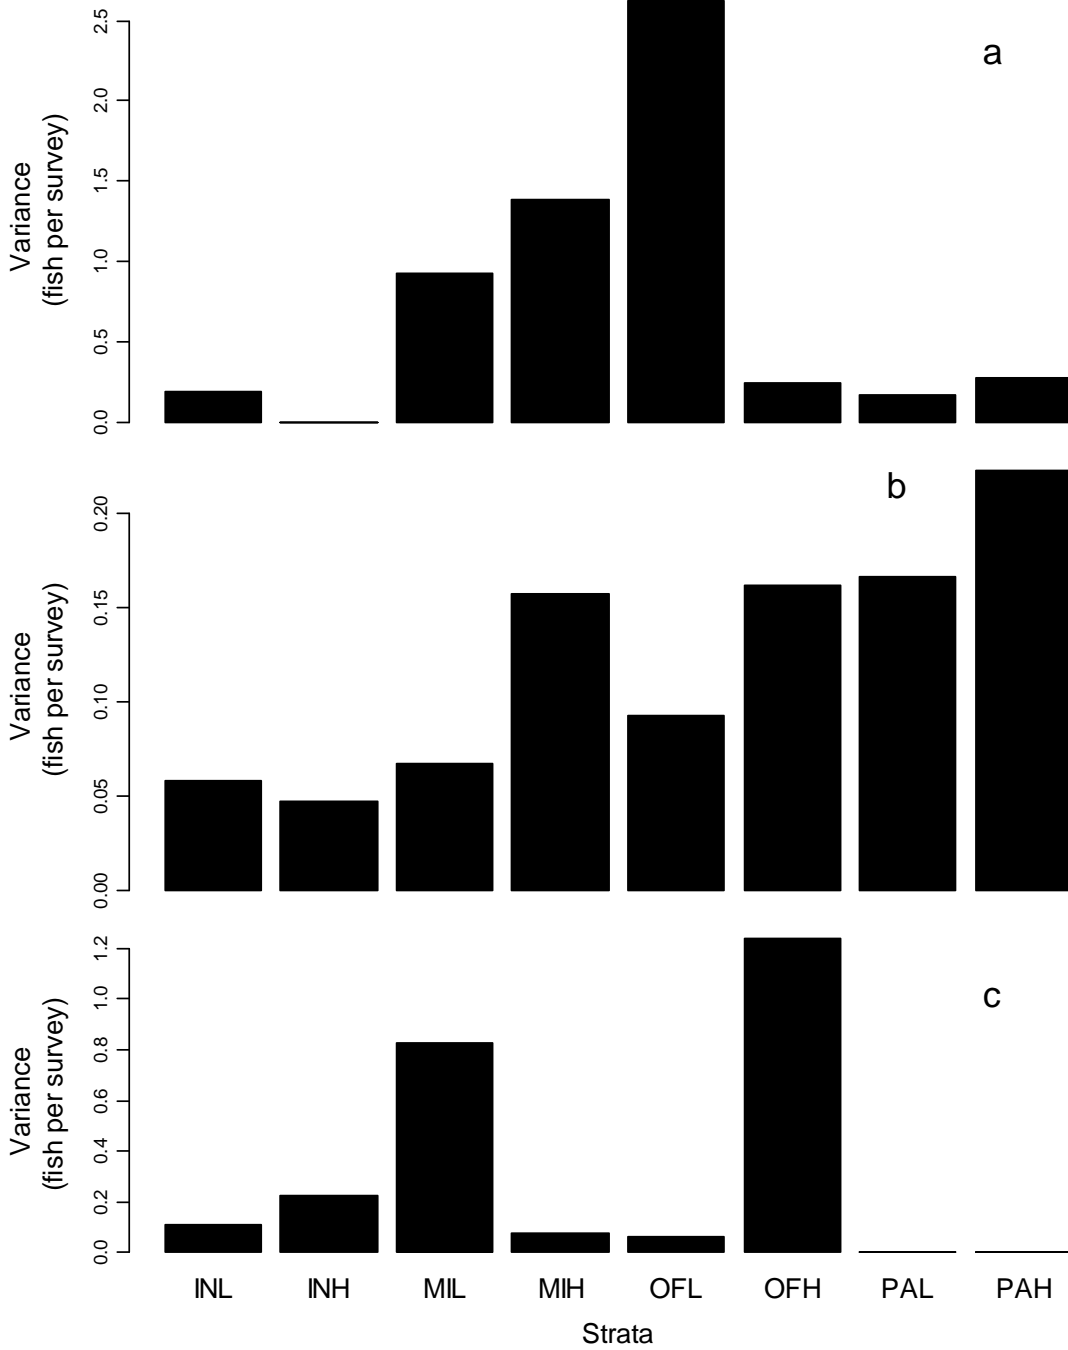 Variance
(fish per survey)
2.5
2.0
1.5
1.0
0.5
0.0
a
Variance
(fish per survey)
0.20
0.15
0.10
0.05
0.00
b
Variance
(fish per survey)
1.2
1.0
0.8
0.6
0.4
0.2
0.0
c
INL INH MIL MIH OFL OFH PAL PAH
Strata